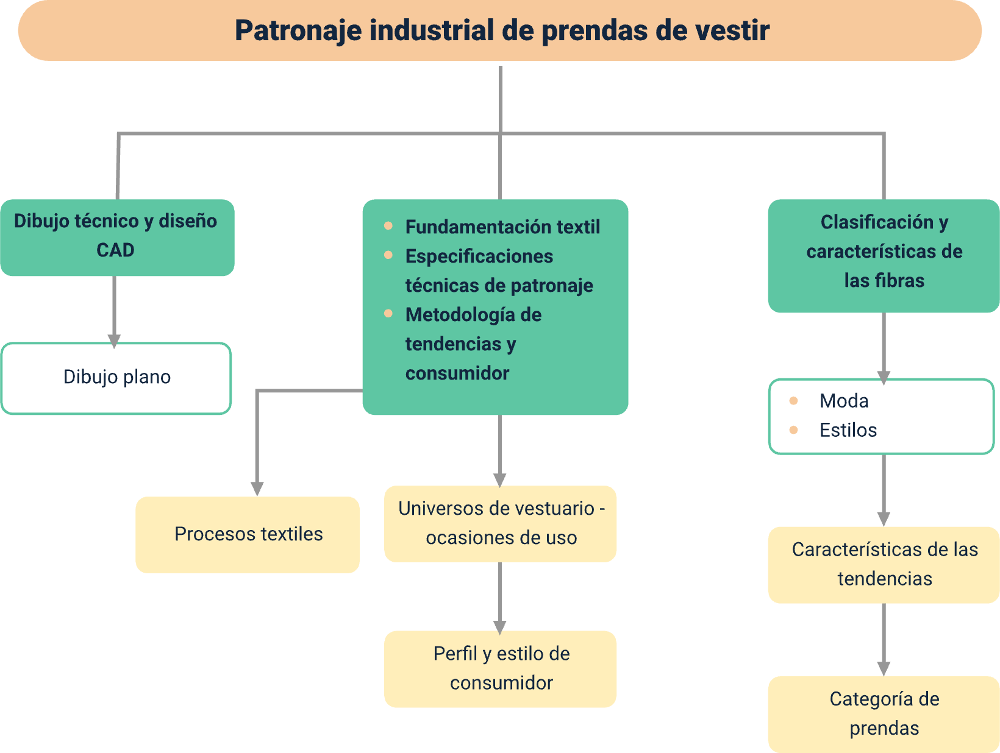 Patronaje industrial de prendas de vestir
Dibujo técnico y diseño
CAD
Dibujo plano
Fundamentación textil
Especificaciones
técnicas de patronaje
Metodología de
tendencias y
consumidor
Procesos textiles
Universos de vestuario -
ocasiones de uso
Perfil y estilo de
consumidor
Clasificación y
características de
las fibras
Moda
Estilos
Características de las
tendencias
Categoría de
prendas